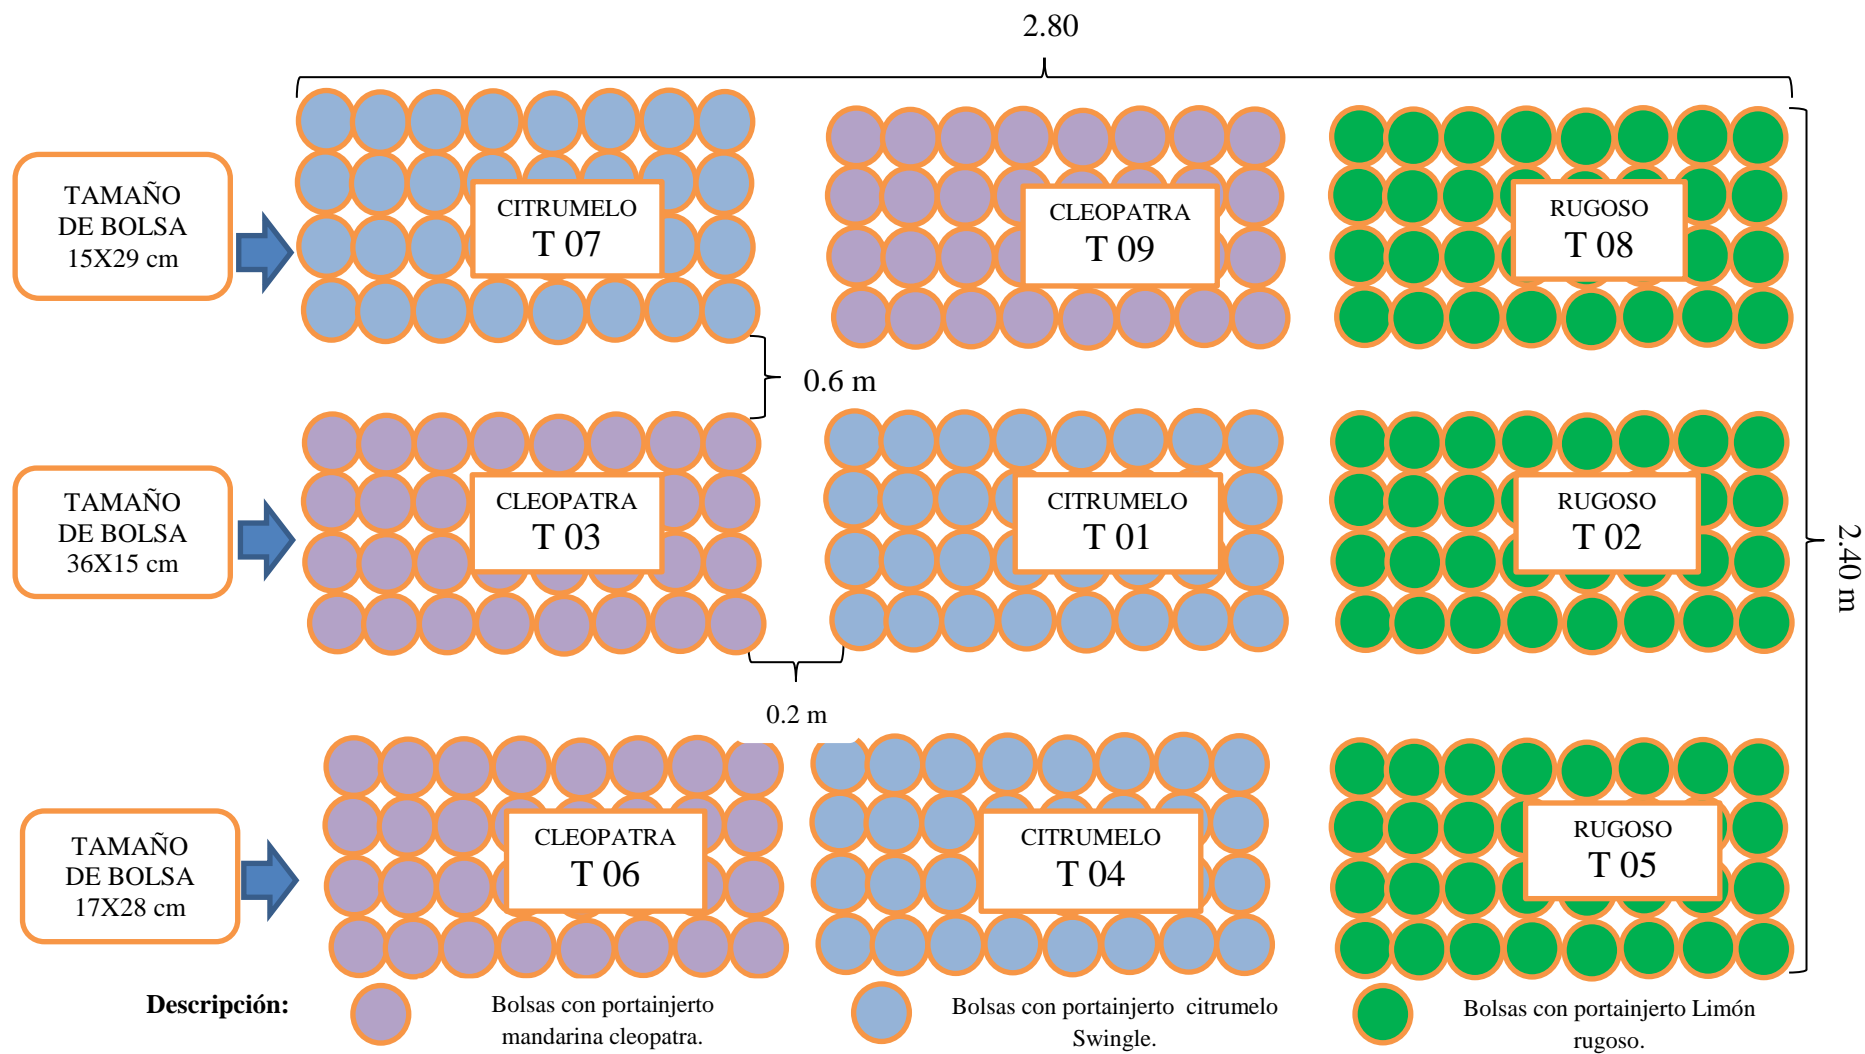 2.80
TAMAÑO
DE BOLSA
15X29 cm
CITRUMELO
T 07
CLEOPATRA
T 09
RUGOSO
T 08
0.6 m
TAMAÑO
DE BOLSA
36X15 cm
CLEOPATRA
T 03
CITRUMELO
T 01
RUGOSO
T 02
2.40 m
0.2 m
TAMAÑO
DE BOLSA
17X28 cm
CLEOPATRA
T 06
CITRUMELO
T 04
RUGOSO
T 05
Descripción:
Bolsas con portainjerto
mandarina cleopatra.
Bolsas con portainjerto citrumelo
Swingle.
Bolsas con portainjerto Limón
rugoso.